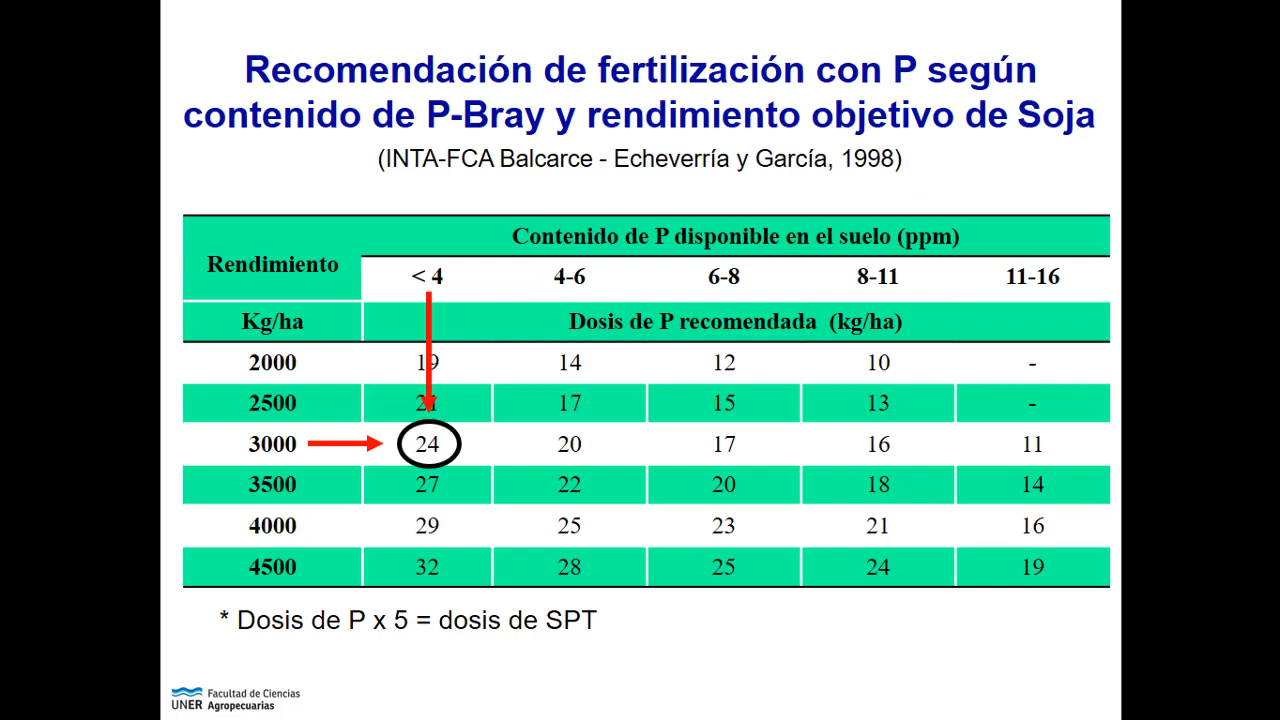 Recomendación de fertilización con P según
contenido de P-Bray y rendimiento objetivo de Soja
(INTA-FCA Balcarce - Echeverría y García, 1998)
Rendimiento Contenido de P disponible en el suelo (ppm)
< 4 4-6 6-8 8-11 11-16
Kg/ha Dosis de P recomendada (kg/ha)
2000 19 14 12 10 -
2500 21 17 15 13 -
3000 24 20 17 16 11
3500 27 22 20 18 14
4000 29 25 23 21 16
4500 32 28 25 24 19
* Dosis de P x 5 = dosis de SPT
UNER Facultad de Ciencias
Agropecuarias